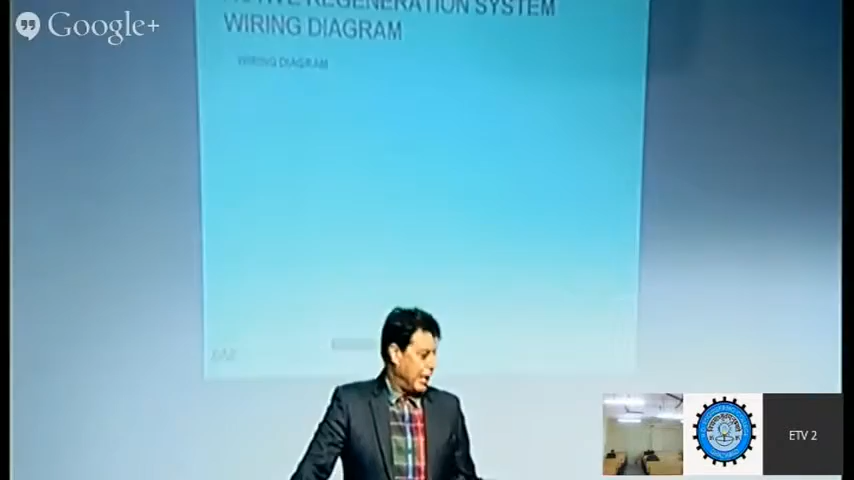 Google+
REGENERATION SYSTEM
WIRING DIAGRAM
WIRING DIAGRAM
ETV 2